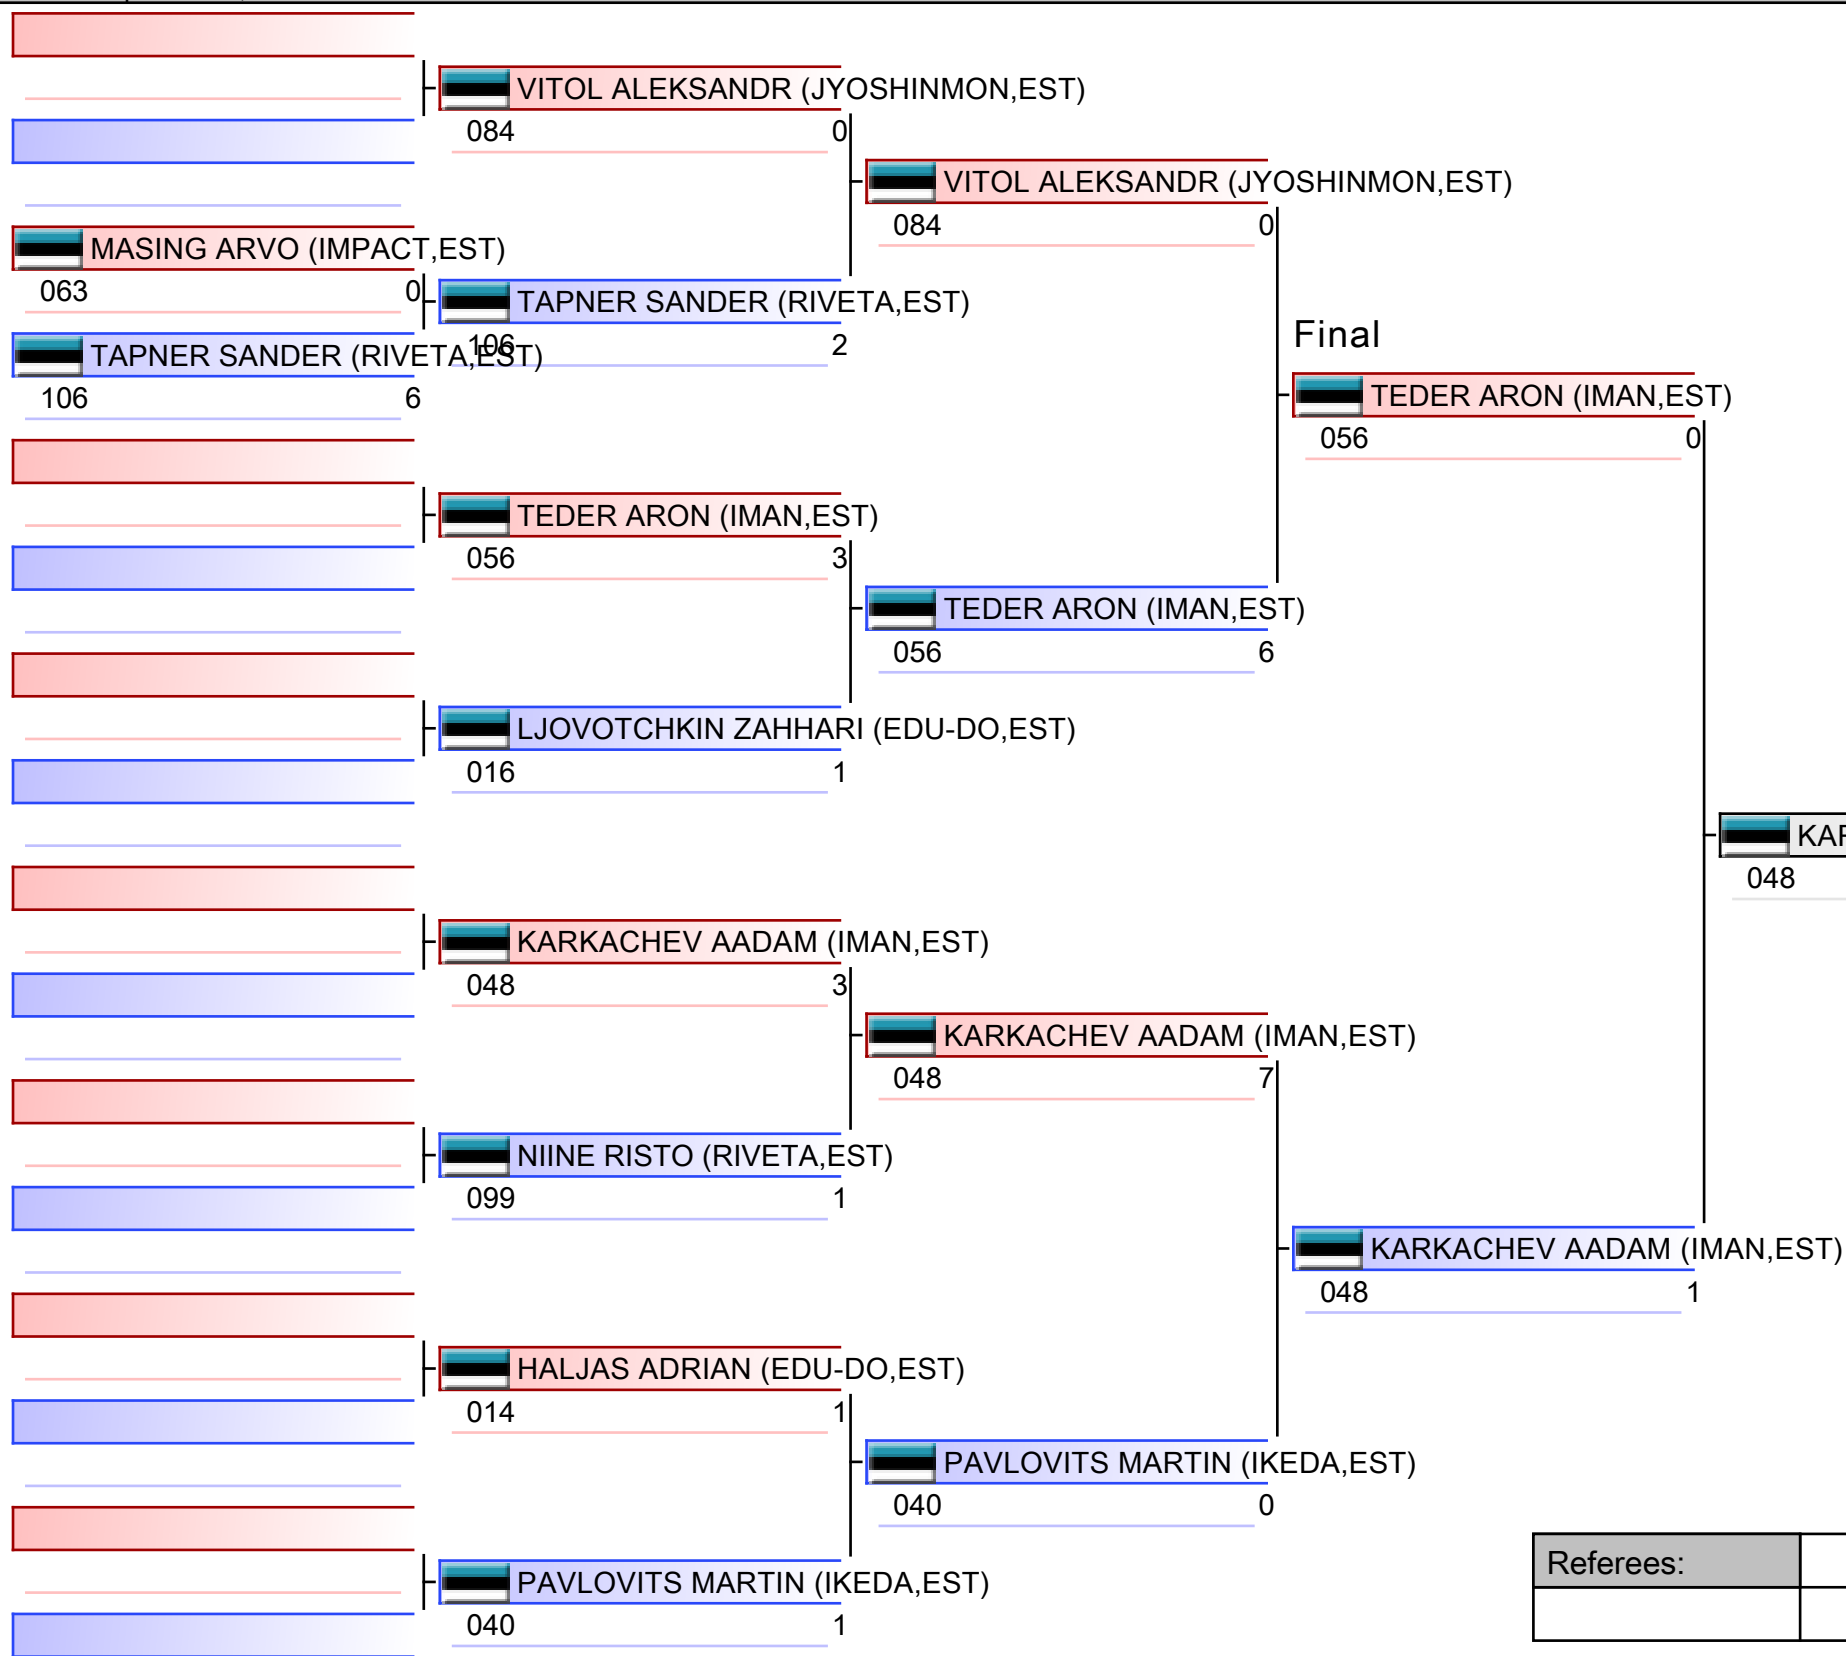 VITOL ALEKSANDR (JYOSHINMON,EST)
084 0
MASING ARVO (IMPACT,EST)
063 0
TAPNER SANDER (RIVETA,EST)
106 6
TAPNER SANDER (RIVETA,EST)
106 2
VITOL ALEKSANDR (JYOSHINMON,EST)
084 0
TEDER ARON (IMAN,EST)
056 3
LJOVOTCHKIN ZAHHARI (EDU-DO,EST)
016 1
TEDER ARON (IMAN,EST)
056 6
Final
TEDER ARON (IMAN,EST)
056 0
KARKACHEV AADAM (IMAN,EST)
048 3
NIINE RISTO (RIVETA,EST)
099 1
KARKACHEV AADAM (IMAN,EST)
048 7
HALJAS ADRIAN (EDU-DO,EST)
014 1
PAVLOVITS MARTIN (IKEDA,EST)
040 1
PAVLOVITS MARTIN (IKEDA,EST)
040 0
KARKACHEV AADAM (IMAN,EST)
048 1
048
Referees: